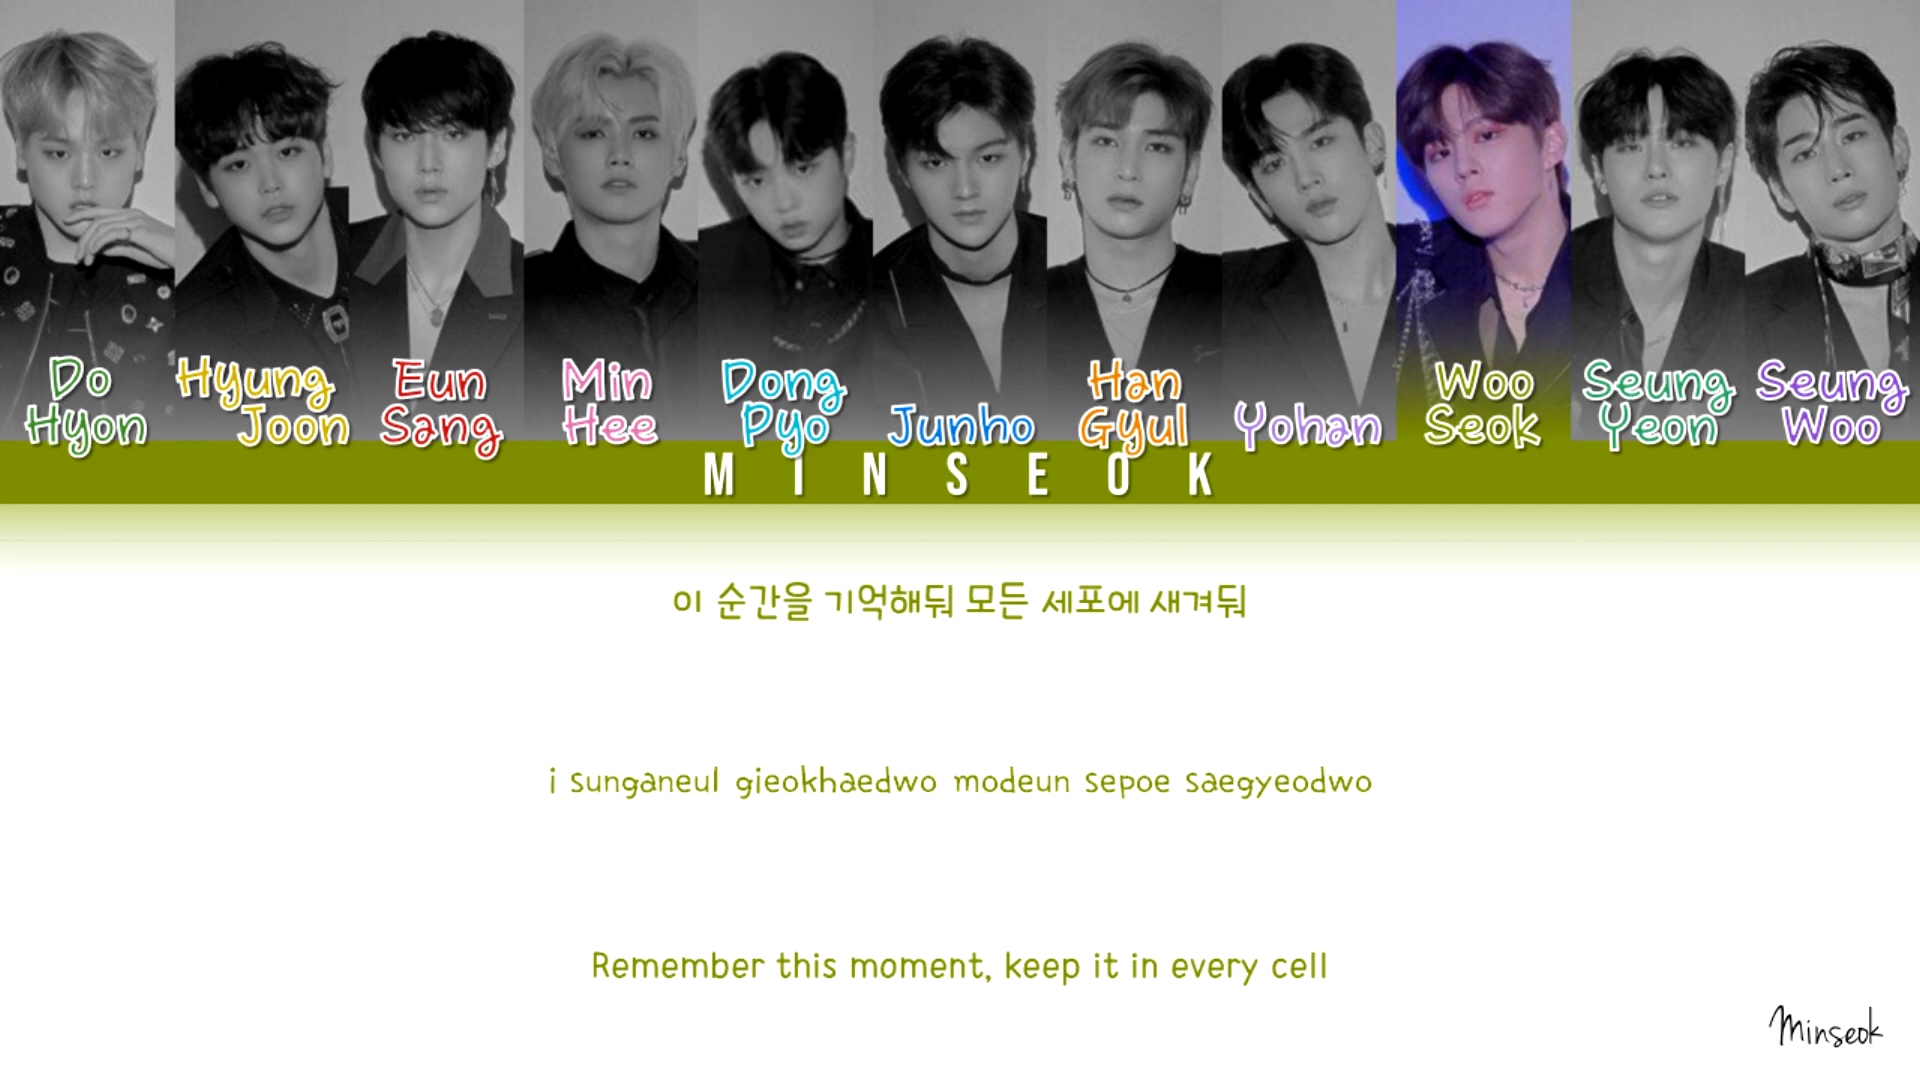 Do Hyon
Hyung Joon
Eun Sang
Min Hee
Dong Pyo
Junho
Han Gyul
Yohan
Woo Seok
Seung Yeon
Seung Woo
MINSEOK
이 순간을 기억해둬 모든 세포에 새겨둬
i sunganeul gieokhaedwo modeun sepoe saegyeodwo
Remember this moment, keep it in every cell
Minseok